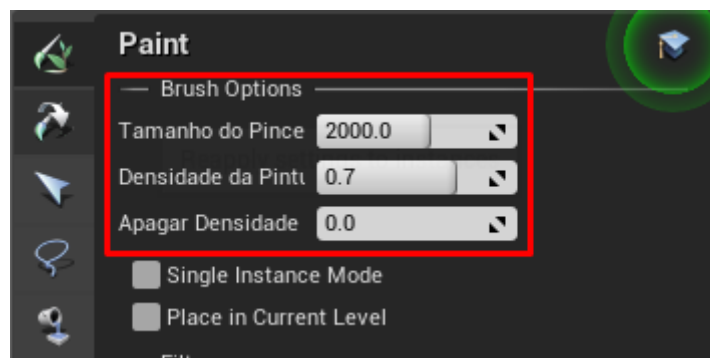 Paint
Brush Options
Tamanho do Pince 2000.0
Densidade da Pintu 0.7
Apagar Densidade 0.0
Single Instance Mode
Place in Current Level